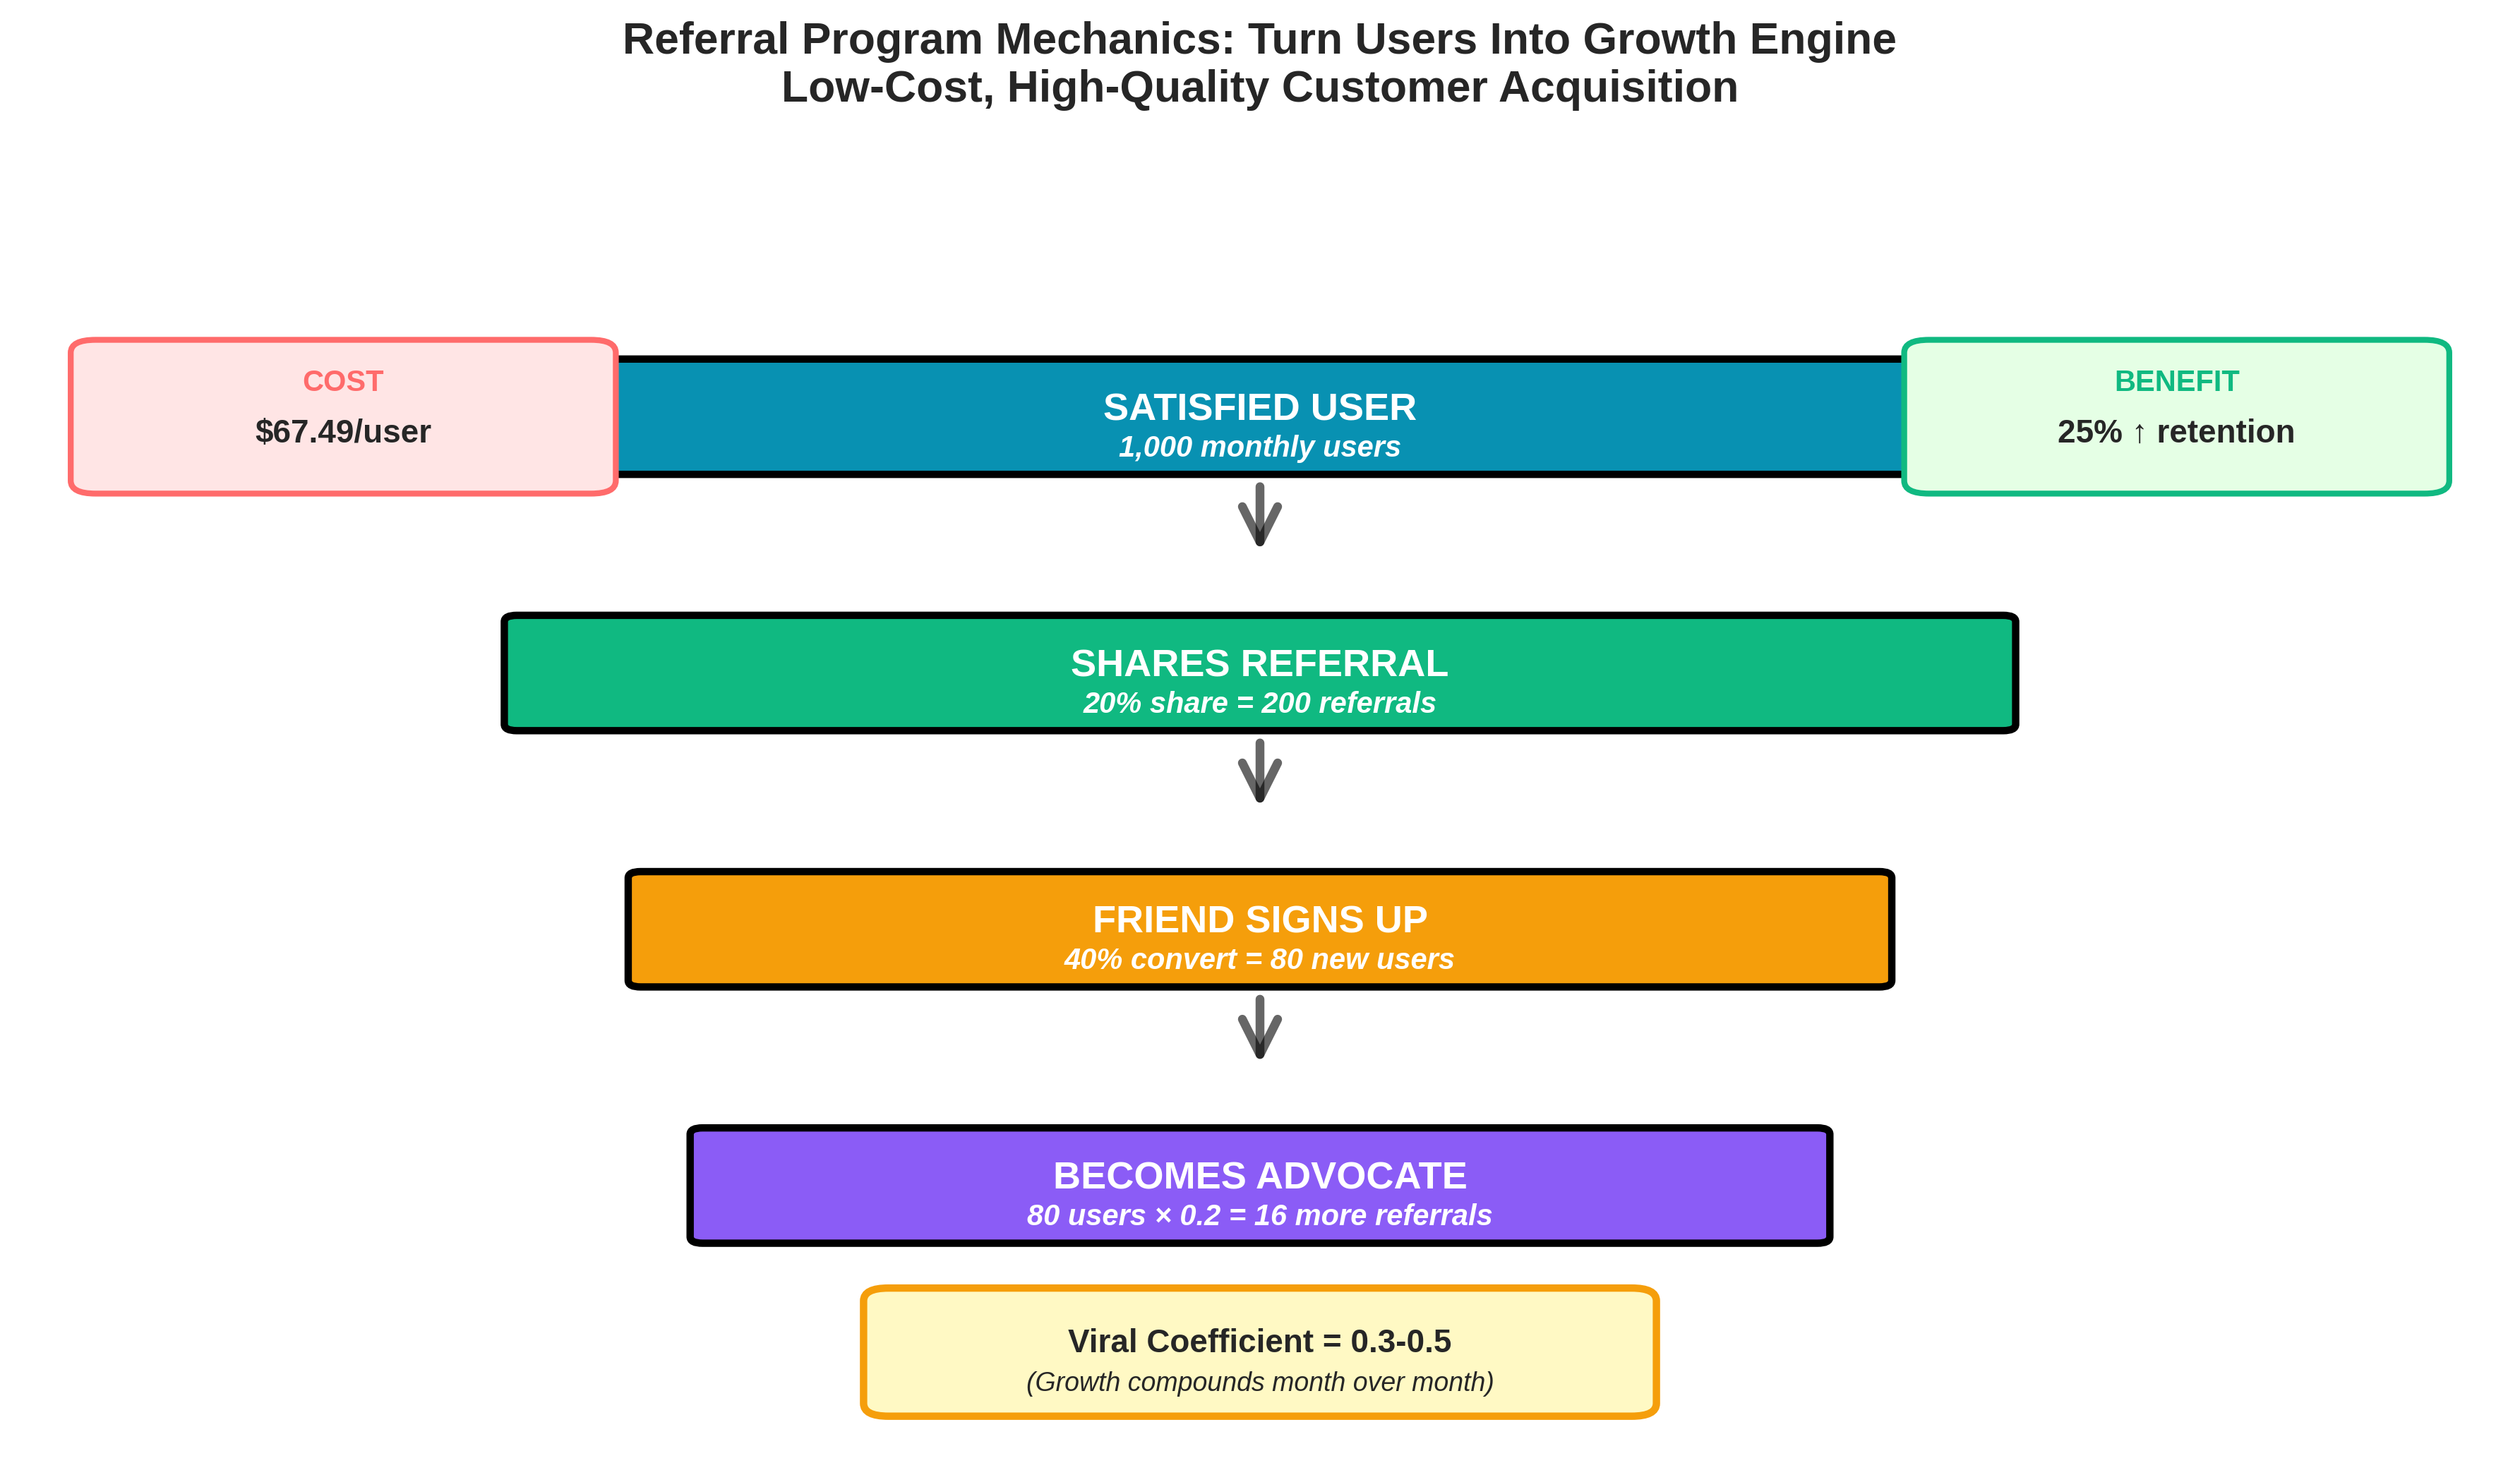 Referral Program Mechanics: Turn Users Into Growth Engine
Low-Cost, High-Quality Customer Acquisition
COST
$67.49/user
SATISFIED USER
1,000 monthly users
BENEFIT
25% ↑ retention
SHARES REFERRAL
20% share = 200 referrals
FRIEND SIGNS UP
40% convert = 80 new users
BECOMES ADVOCATE
80 users × 0.2 = 16 more referrals
Viral Coefficient = 0.3-0.5
(Growth compounds month over month)